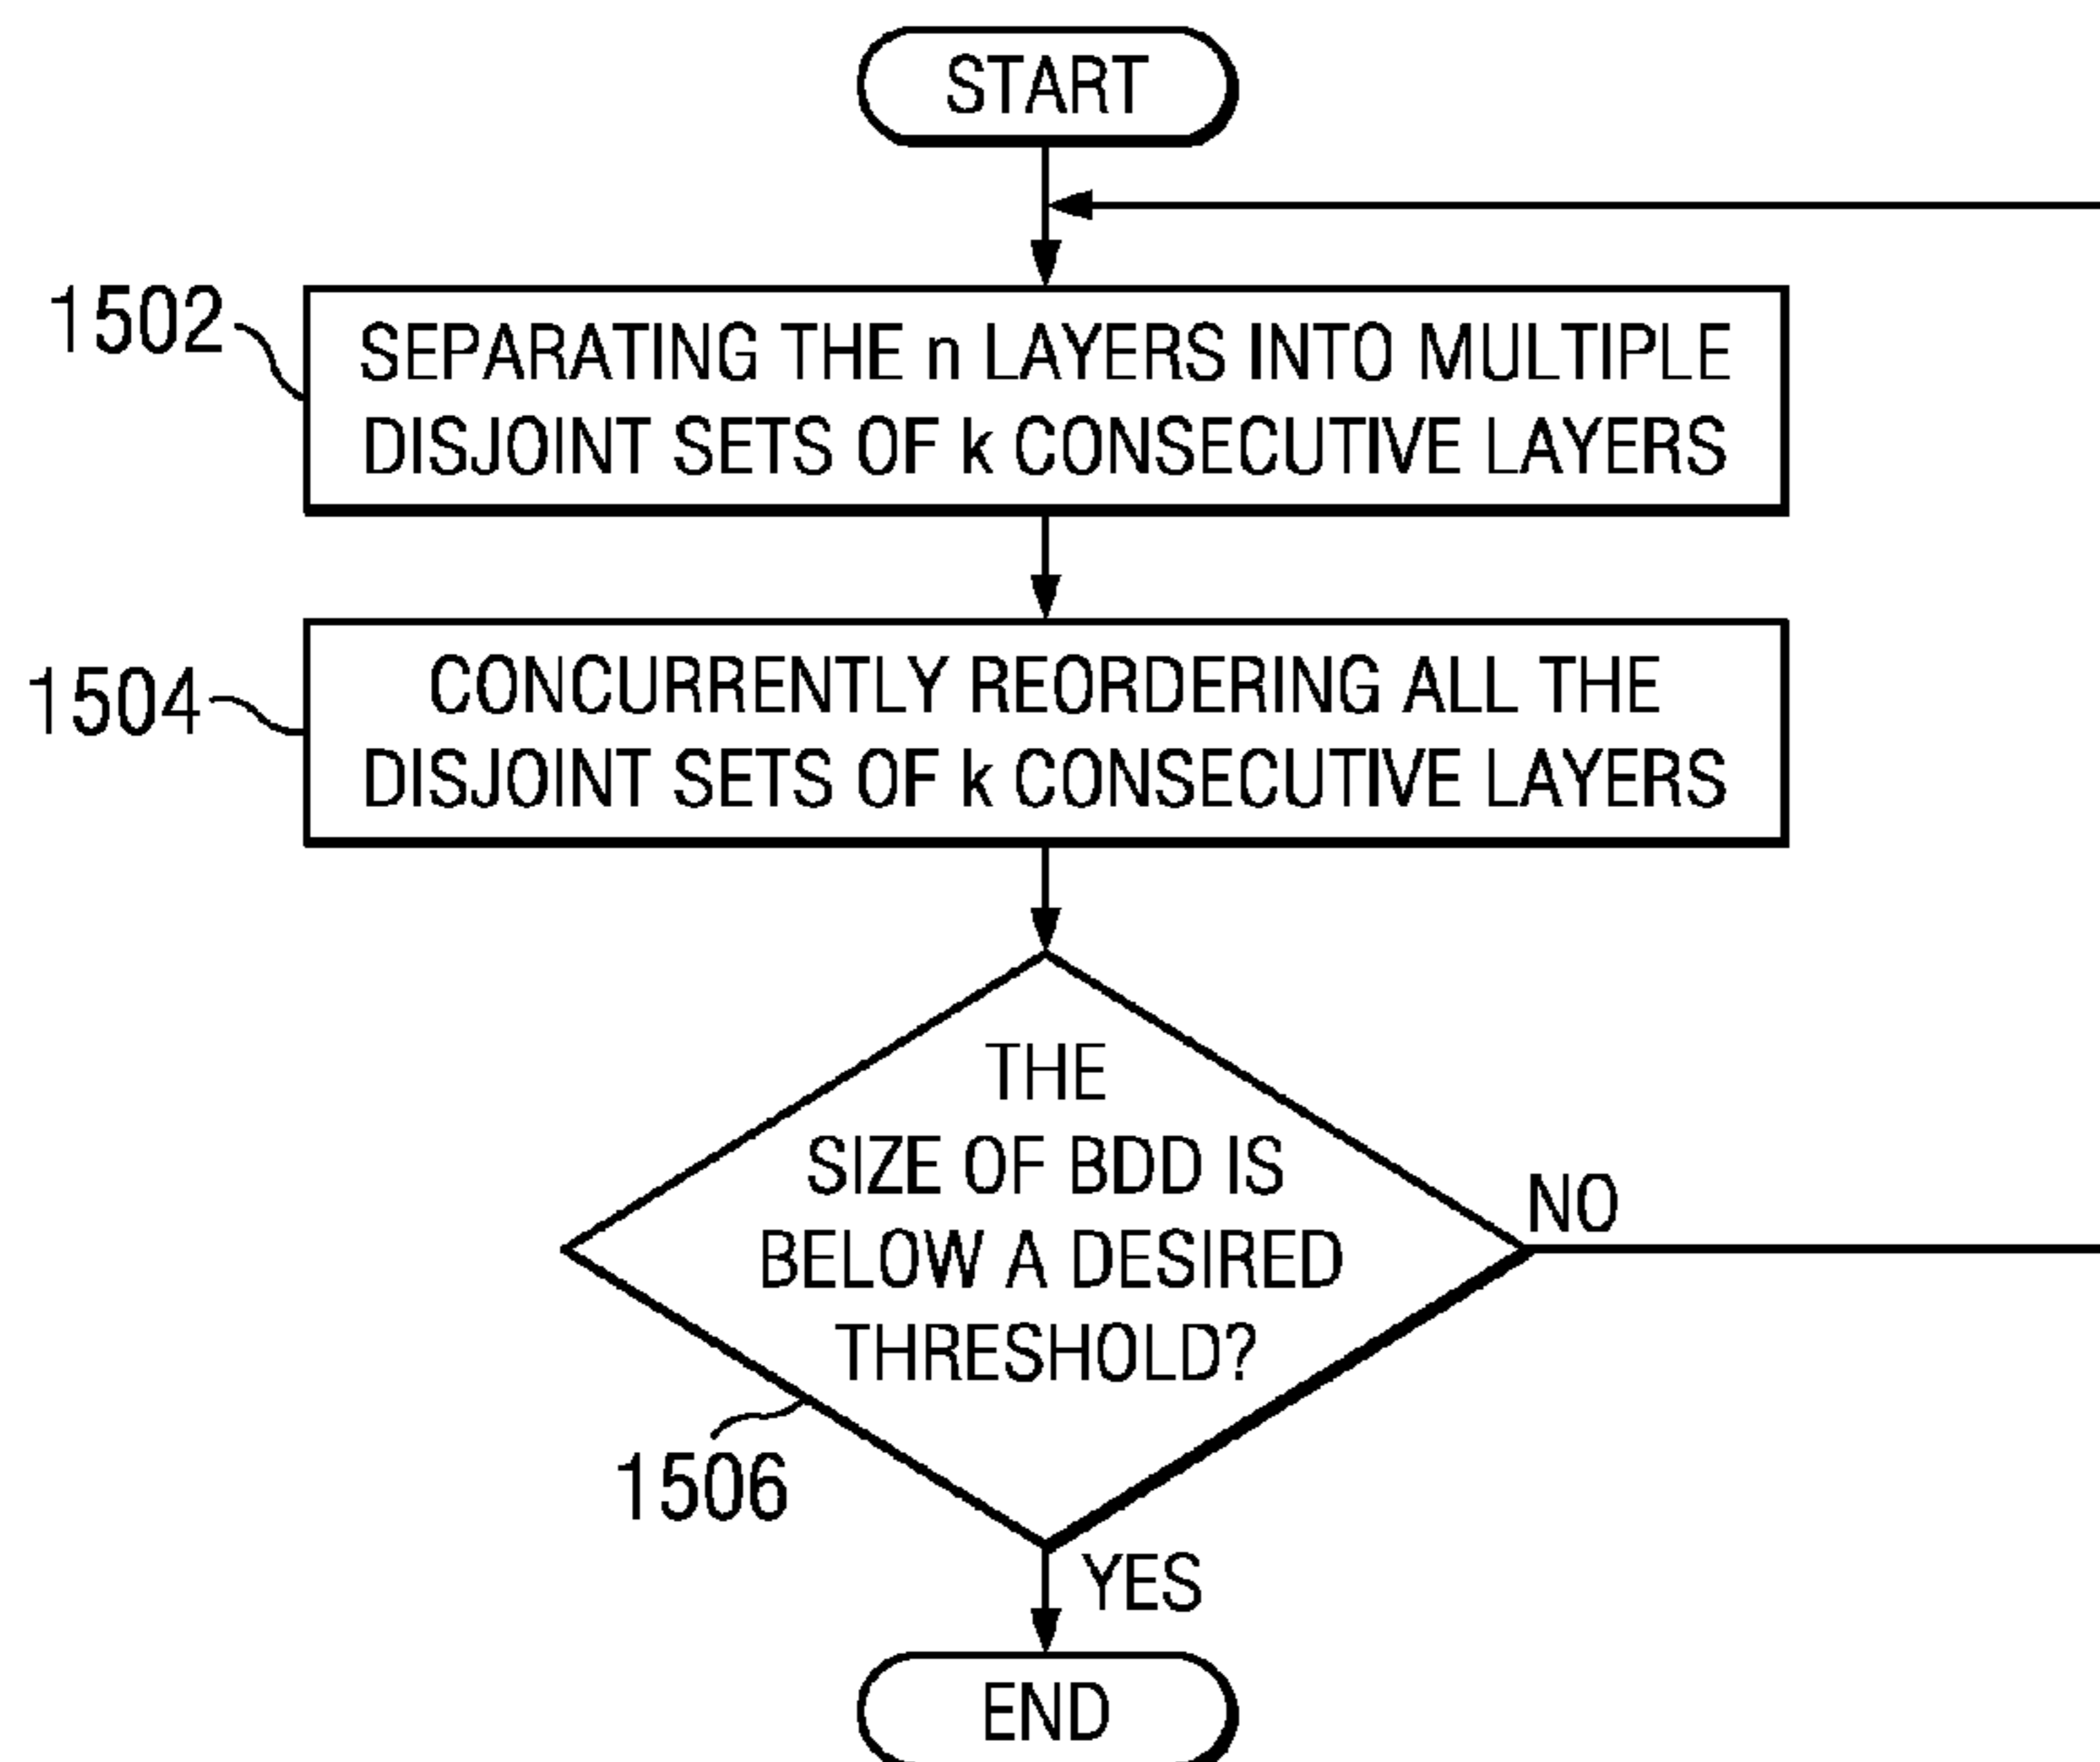 START
1502
SEPARATING THE n LAYERS INTO MULTIPLE
DISJOINT SETS OF k CONSECUTIVE LAYERS
1504
CONCURRENTLY REORDERING ALL THE
DISJOINT SETS OF k CONSECUTIVE LAYERS
THE
SIZE OF BDD IS
BELOW A DESIRED
THRESHOLD?
NO
1506
YES
END